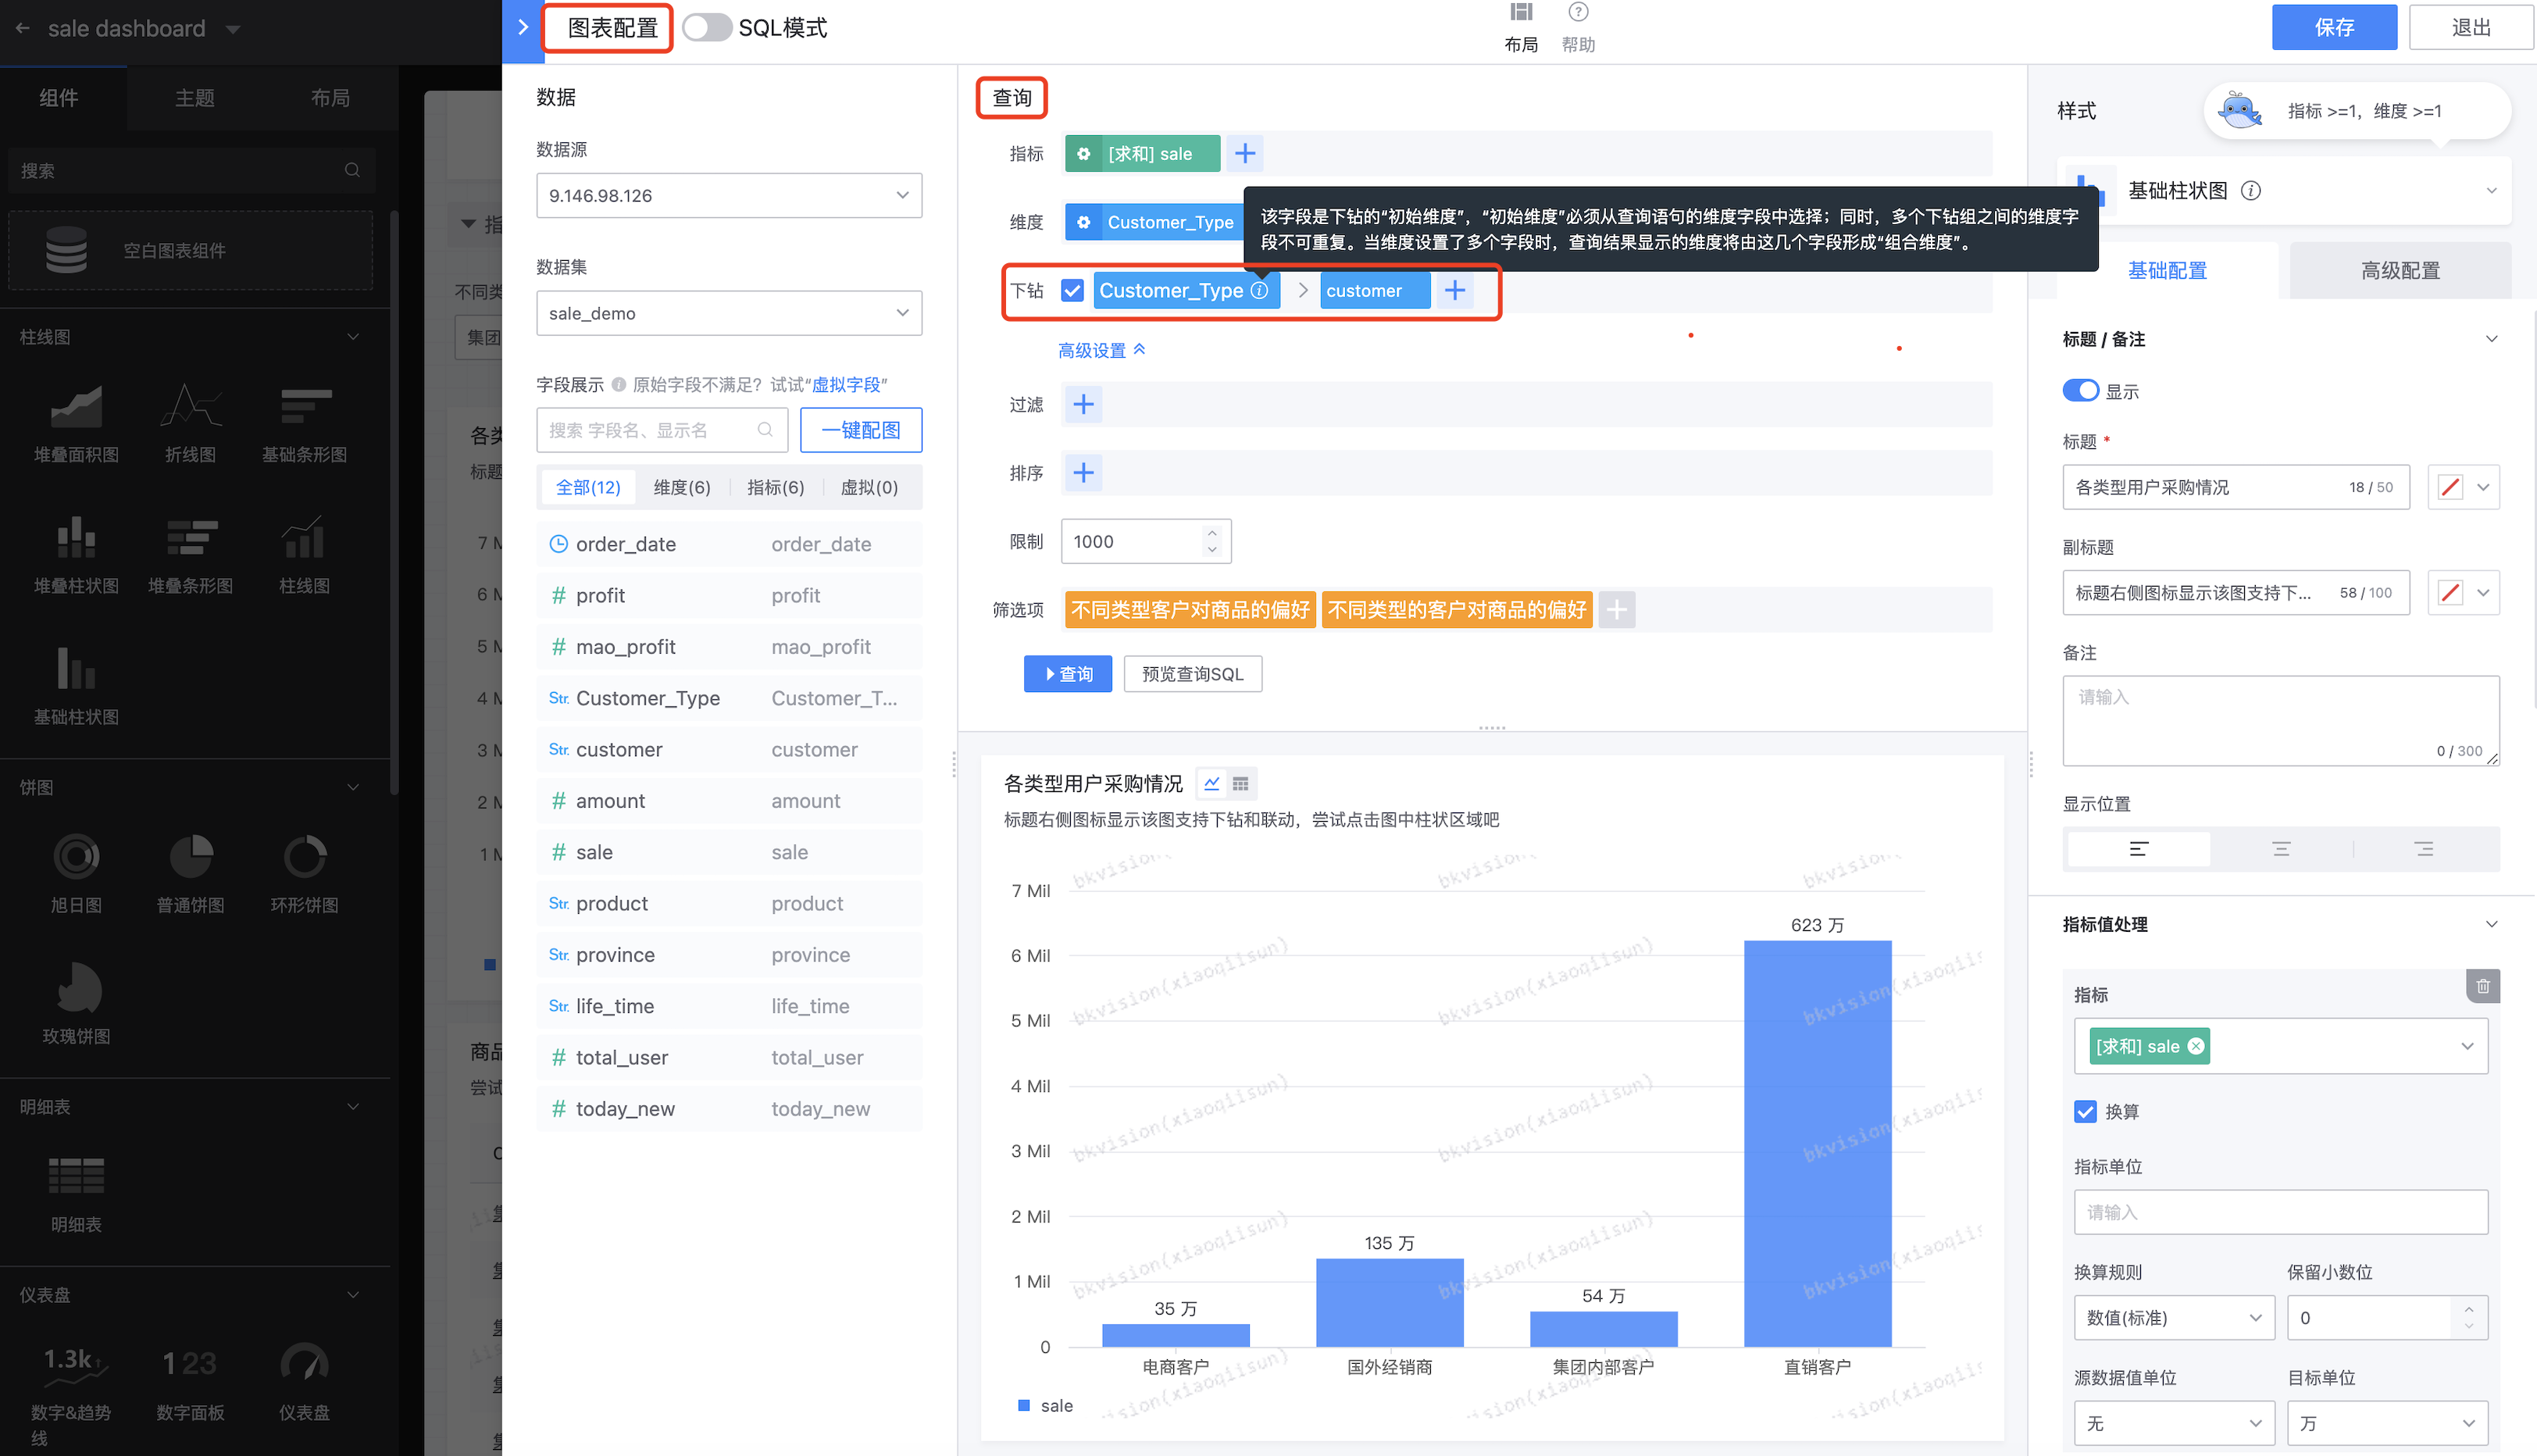 sale dashboard
图表配置
SQL模式
布局
帮助
保存
退出
组件
主题
布局
搜索
空白图表组件
柱线图
堆叠面积图
折线图
基础条形图
堆叠柱状图
堆叠条形图
柱线图
基础柱状图
饼图
旭日图
普通饼图
环形饼图
玫瑰饼图
明细表
明细表
仪表盘
1.3k
123
数字&趋势
线
数字面板
仪表盘
指
不同类
集团
各类
标题
7 M
6 M
5 M
4 M
3 M
2 M
1 M
商品
尝试
数据
数据源
9.146.98.126
数据集
sale_demo
字段展示 原始字段不满足？试试“虚拟字段”
搜索 字段名、显示名
一键配图
全部(12) 维度(6) 指标(6) 虚拟(0)
order_date order_date
# profit profit
# mao_profit mao_profit
Str. Customer_Type Customer_T...
Str. customer customer
# amount amount
# sale sale
Str. product product
Str. province province
Str. life_time life_time
# total_user total_user
# today_new today_new
查询
指标 [求和] sale
维度 Customer_Type
该字段是下钻的“初始维度”，“初始维度”必须从查询语句的维度字段中选择；同时，多个下钻组之间的维度字
段不可重复。当维度设置了多个字段时，查询结果显示的维度将由这几个字段形成“组合维度”。
下钻 Customer_Type > customer
高级设置
过滤
排序
限制 1000
筛选项 不同类型客户对商品的偏好 不同类型的客户对商品的偏好
查询 预览查询SQL
各类型用户采购情况
标题右侧图标显示该图支持下钻和联动，尝试点击图中柱状区域吧
7 Mil
6 Mil
5 Mil
4 Mil
3 Mil
2 Mil
1 Mil
0
35 万
135 万
54 万
623 万
电商客户
国外经销商
集团内部客户
直销客户
sale
bkvision(xiaoqiisun)
样式
指标 >=1，维度 >=1
基础柱状图
基础配置
高级配置
标题 / 备注
显示
标题 *
各类型用户采购情况 18 / 50
副标题
标题右侧图标显示该图支持下... 58 / 100
备注
请输入
0 / 300
显示位置
指标值处理
指标
[求和] sale
换算
指标单位
请输入
换算规则
保留小数位
数值(标准)
0
源数据值单位
目标单位
无
万